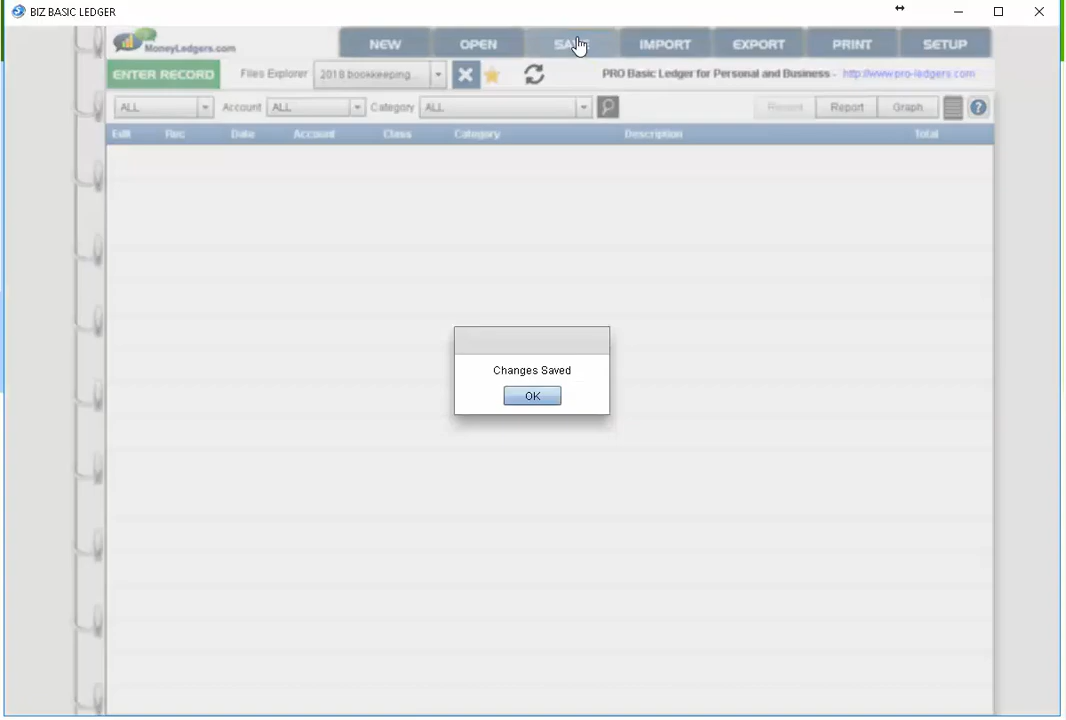 BIZ BASIC LEDGER
MoneyLedgers.com
NEW OPEN SAVE IMPORT EXPORT PRINT SETUP
ENTER RECORD Files Explorer 2018 bookkeeping... PRO Basic Ledger for Personal and Business - http://www.pro-ledgers.com
ALL Account ALL Category ALL Recent Report Graph ?
Edit Rec Date Account Class Category Description Total
Changes Saved
OK